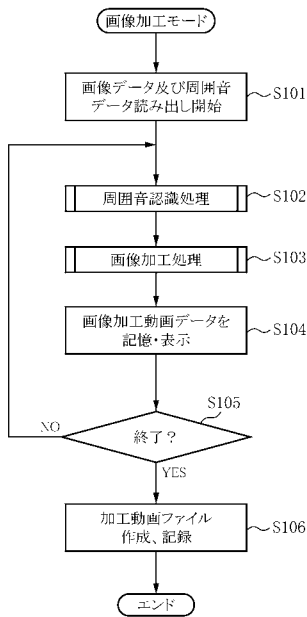 画像加工モード
画像データ及び周囲音
データ読み出し開始
S101
周囲音認識処理
S102
画像加工処理
S103
画像加工動画データを
記憶・表示
S104
S105
終了？
NO
YES
加工動画ファイル
作成、記録
S106
エンド